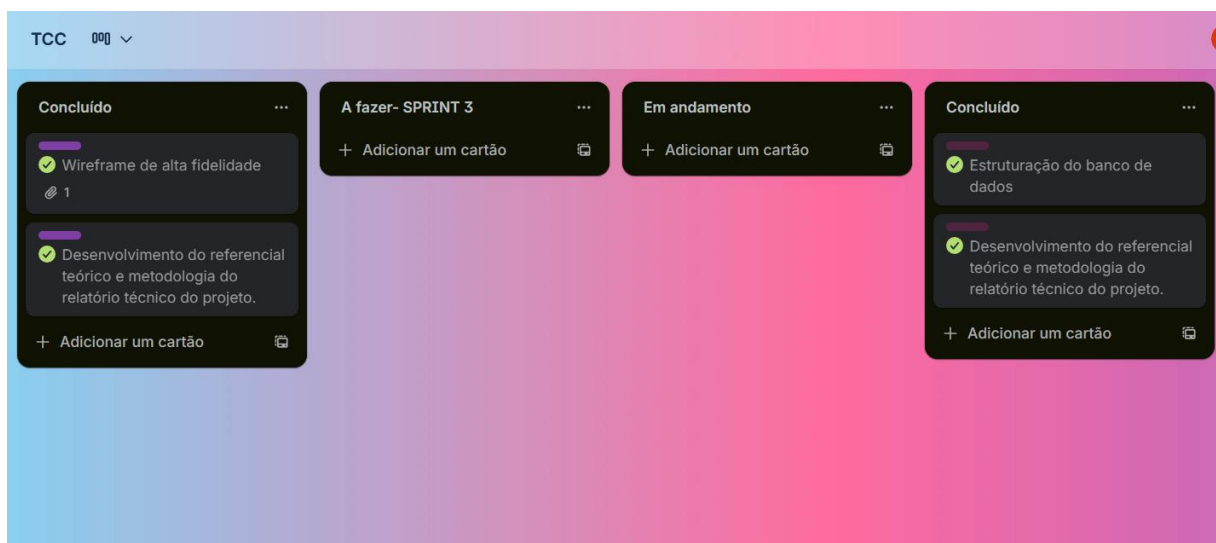 TCC
Concluído
Wireframe de alta fidelidade
1
Desenvolvimento do referencial
teórico e metodologia do
relatório técnico do projeto.
+ Adicionar um cartão
A fazer- SPRINT 3
+ Adicionar um cartão
Em andamento
+ Adicionar um cartão
Concluído
Estruturação do banco de
dados
Desenvolvimento do referencial
teórico e metodologia do
relatório técnico do projeto.
+ Adicionar um cartão